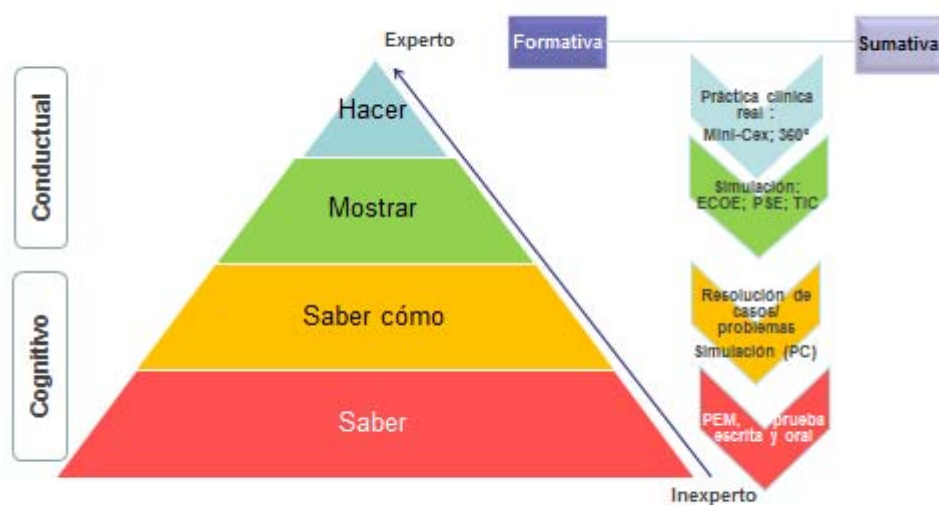 Experto
Formativa
Sumativa
Conductual
Cognitivo
Hacer
Mostrar
Saber cómo
Saber
Inexperto
Práctica clínica
real :
Mini-Cex; 360º
Simulación:
ECOE; PSE; TIC
Resolución de
casos/
problemas
Simulación (PC)
PEM, prueba
escrita y oral